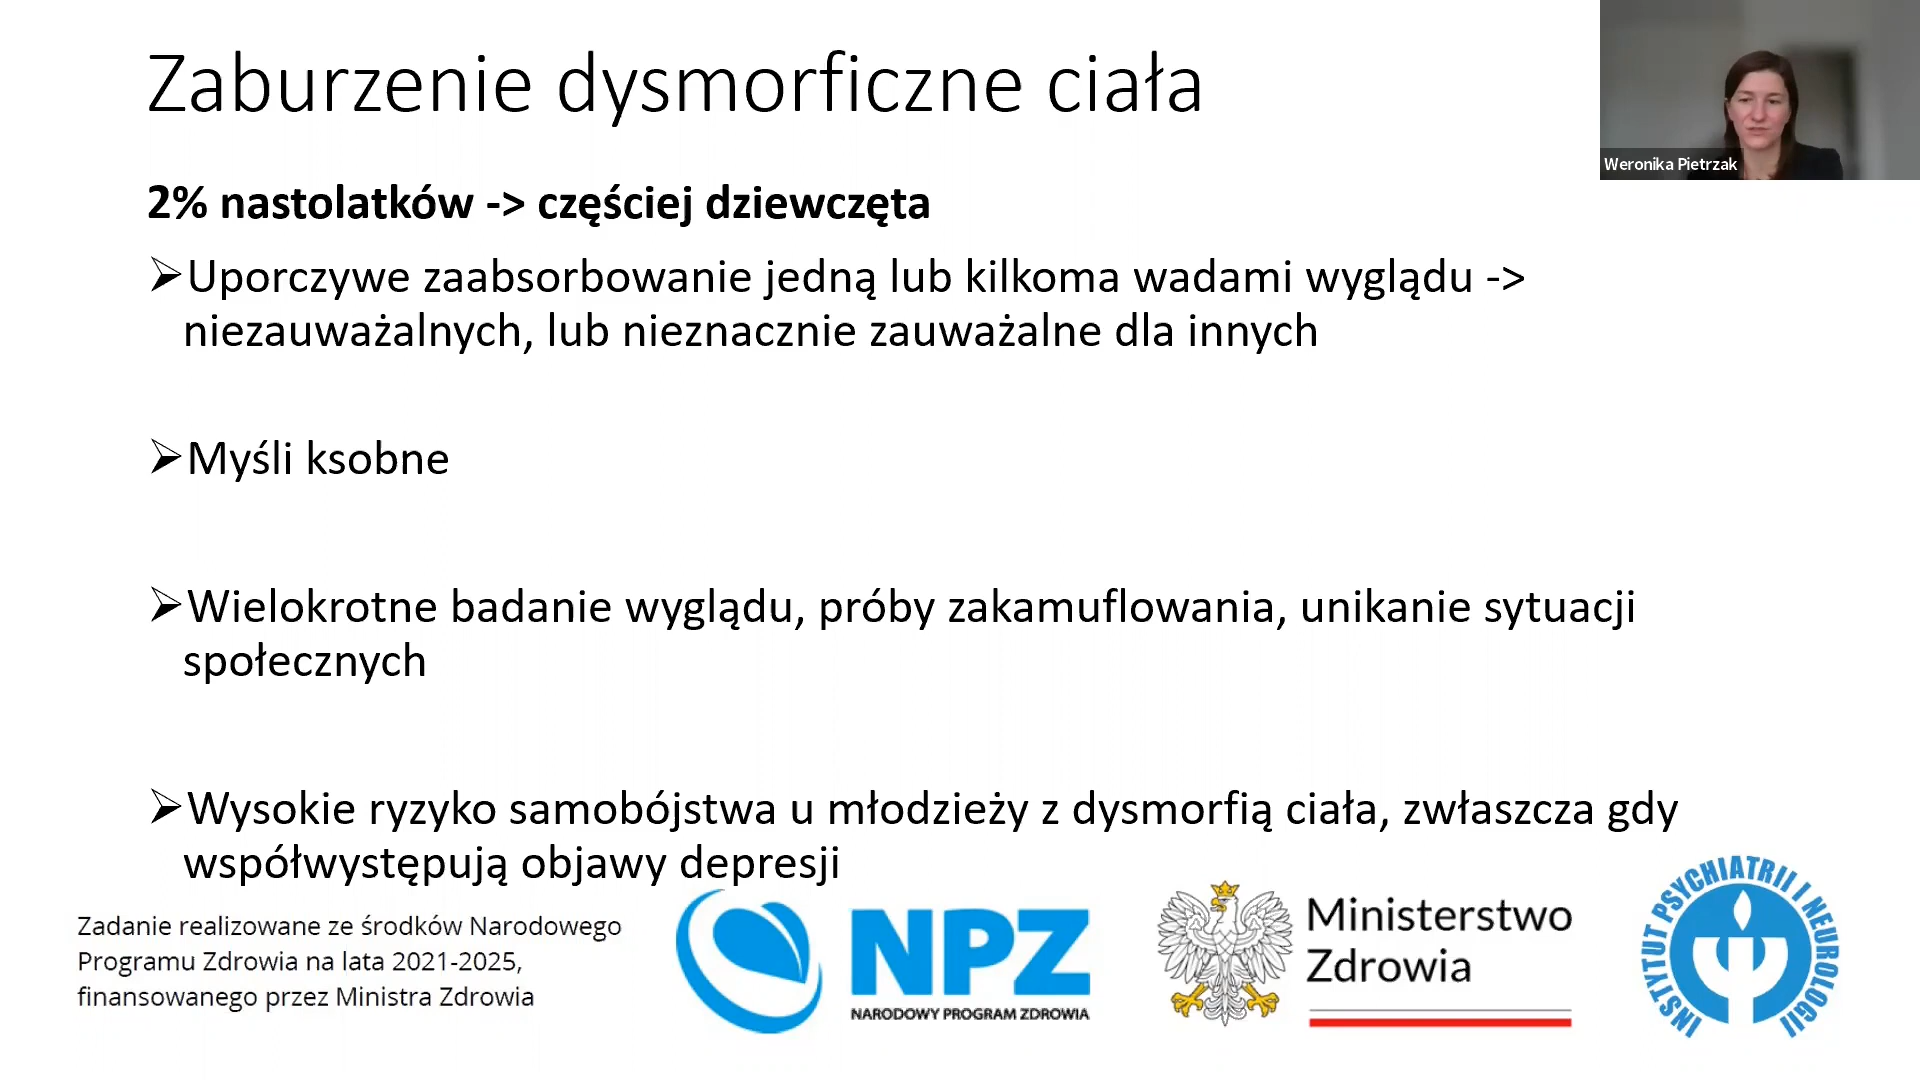 Zaburzenie dysmorficzne ciała
Weronika Pietrzak
2% nastolatków -> częściej dziewczęta
➢Uporczywe zaabsorbowanie jedną lub kilkoma wadami wyglądu ->
niezauważalnych, lub nieznacznie zauważalne dla innych
➢Myśli ksobne
➢Wielokrotne badanie wyglądu, próby zakamuflowania, unikanie sytuacji
społecznych
➢Wysokie ryzyko samobójstwa u młodzieży z dysmorfią ciała, zwłaszcza gdy
współwystępują objawy depresji
Zadanie realizowane ze środków Narodowego
Programu Zdrowia na lata 2021-2025,
finansowanego przez Ministra Zdrowia
NPZ
NARODOWY PROGRAM ZDROWIA
Ministerstwo
Zdrowia
INSTYTUT PSYCHIATRII I NEUROLOGII